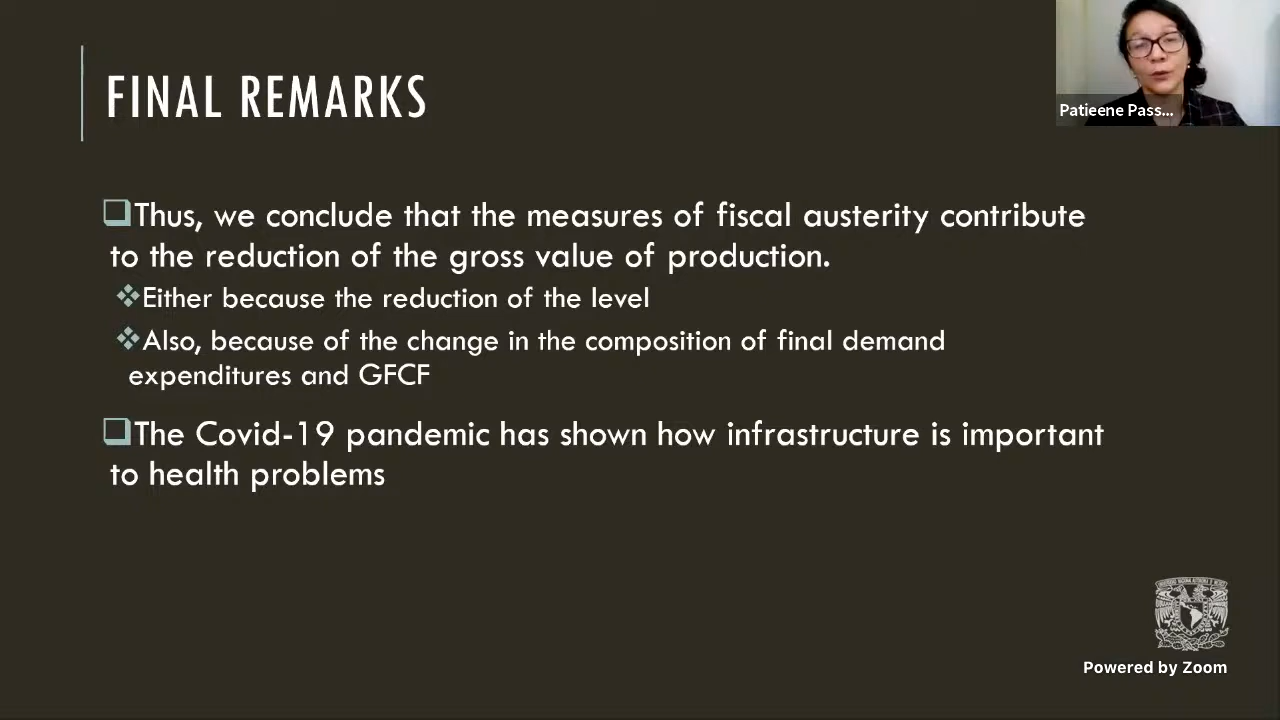 FINAL REMARKS
Patieene Pass...
Thus, we conclude that the measures of fiscal austerity contribute
to the reduction of the gross value of production.
Either because the reduction of the level
Also, because of the change in the composition of final demand
expenditures and GFCF
The Covid-19 pandemic has shown how infrastructure is important
to health problems
Powered by Zoom